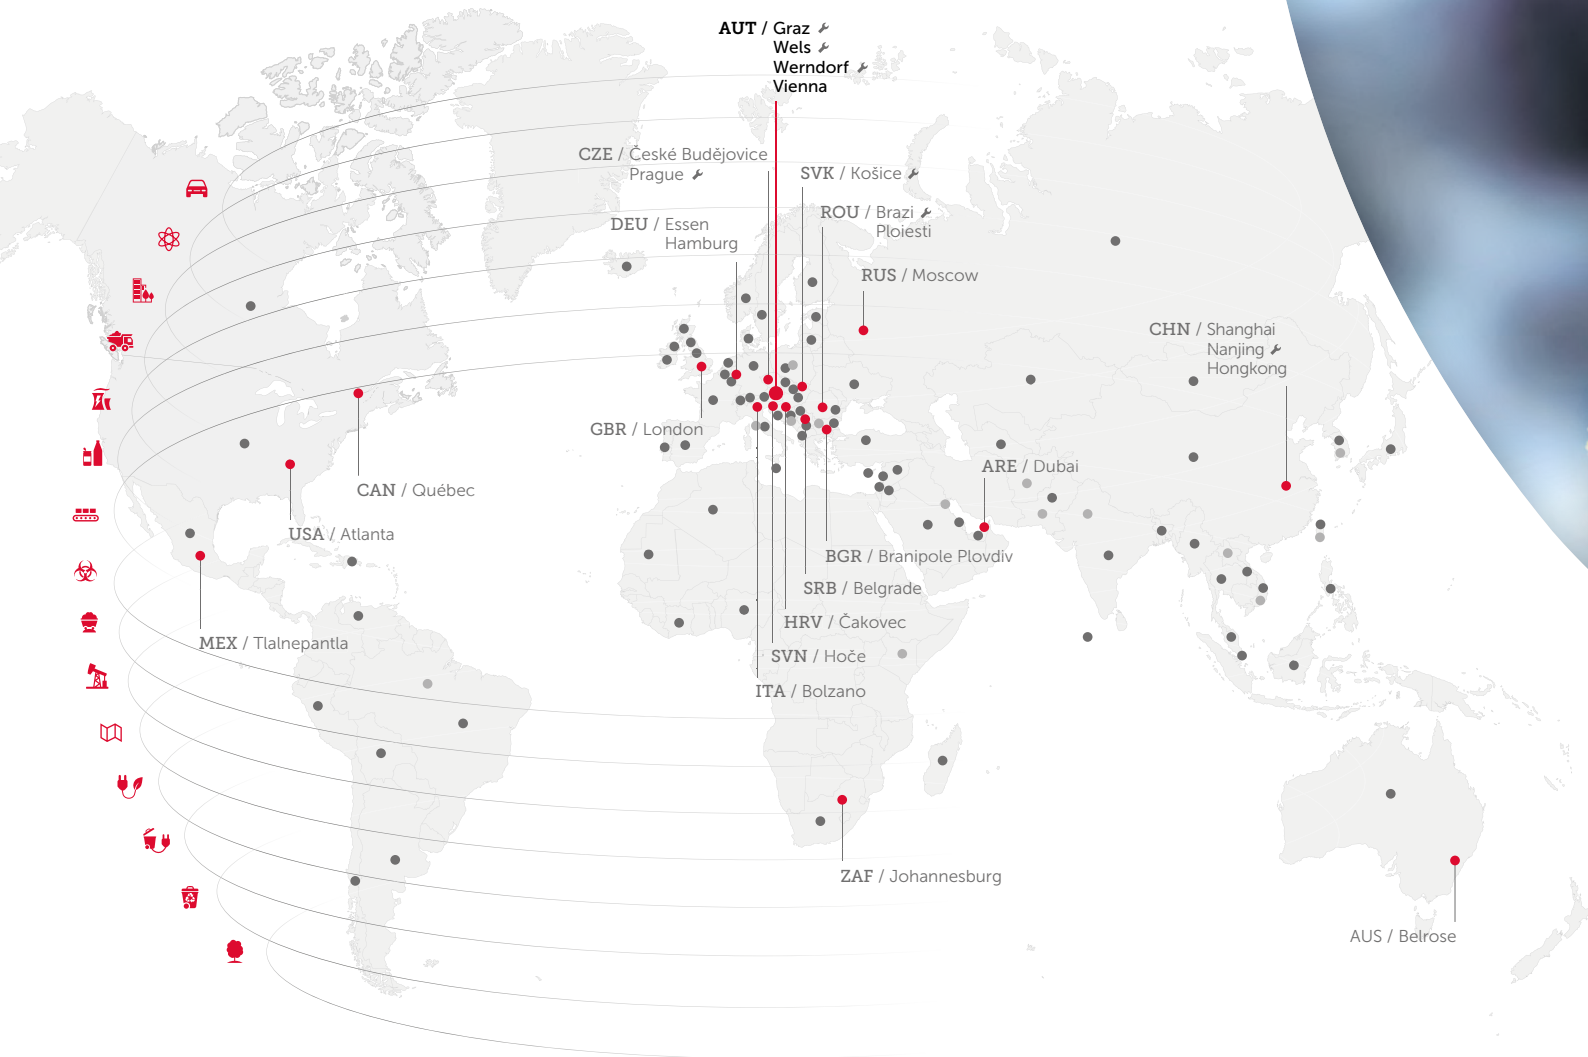 AUT / Graz
Wels
Werndorf
Vienna
CZE / České Budějovice
Prague
SVK / Košice
ROU / Brazi
Ploiesti
DEU / Essen
Hamburg
RUS / Moscow
CHN / Shanghai
Nanjing
Hongkong
GBR / London
ARE / Dubai
CAN / Québec
USA / Atlanta
BGR / Branipole Plovdiv
SRB / Belgrade
HRV / Čakovec
MEX / Tlalnepantla
SVN / Hoče
ITA / Bolzano
ZAF / Johannesburg
AUS / Belrose